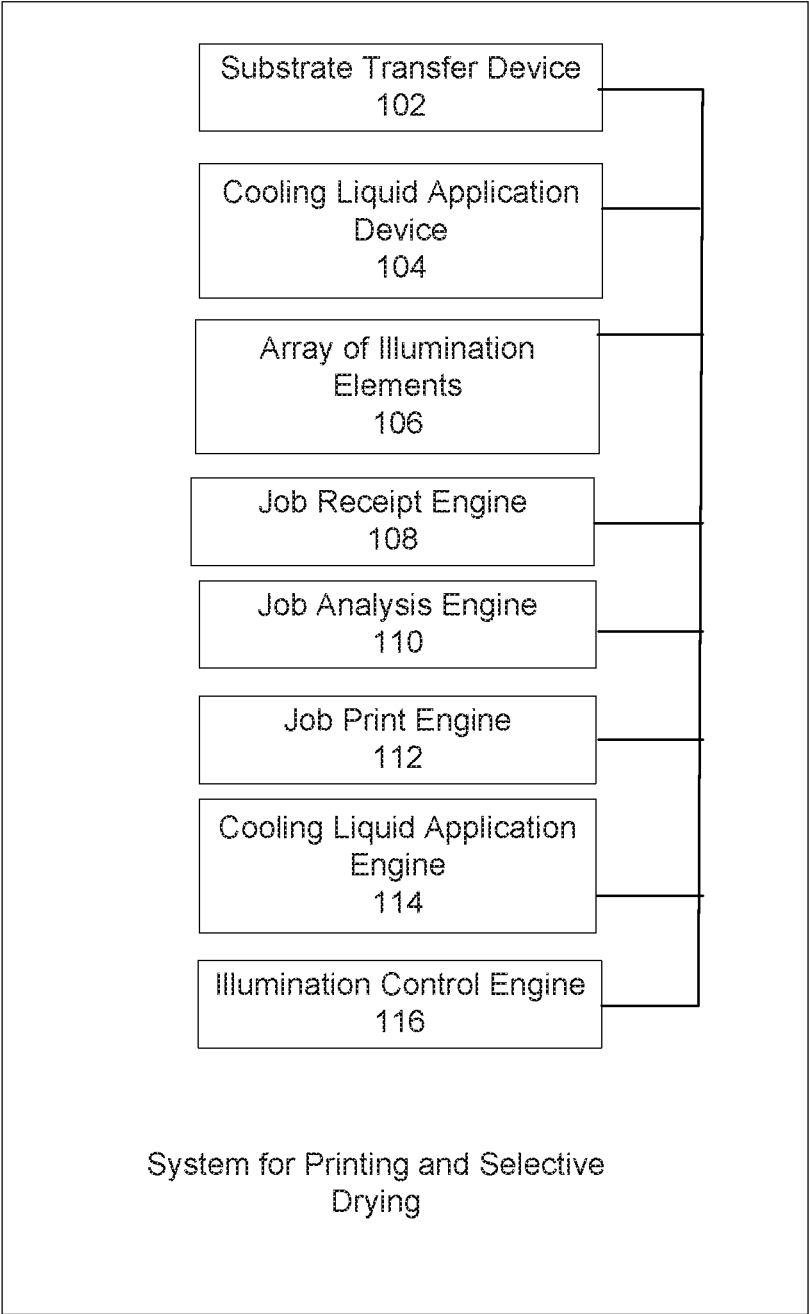 Substrate Transfer Device
102
Cooling Liquid Application
Device
104
Array of Illumination
Elements
106
Job Receipt Engine
108
Job Analysis Engine
110
Job Print Engine
112
Cooling Liquid Application
Engine
114
Illumination Control Engine
116
System for Printing and Selective
Drying